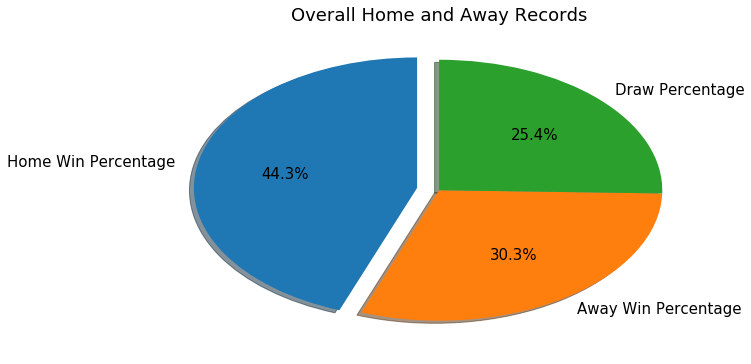 Overall Home and Away Records
Draw Percentage
25.4%
Home Win Percentage
44.3%
30.3%
Away Win Percentage